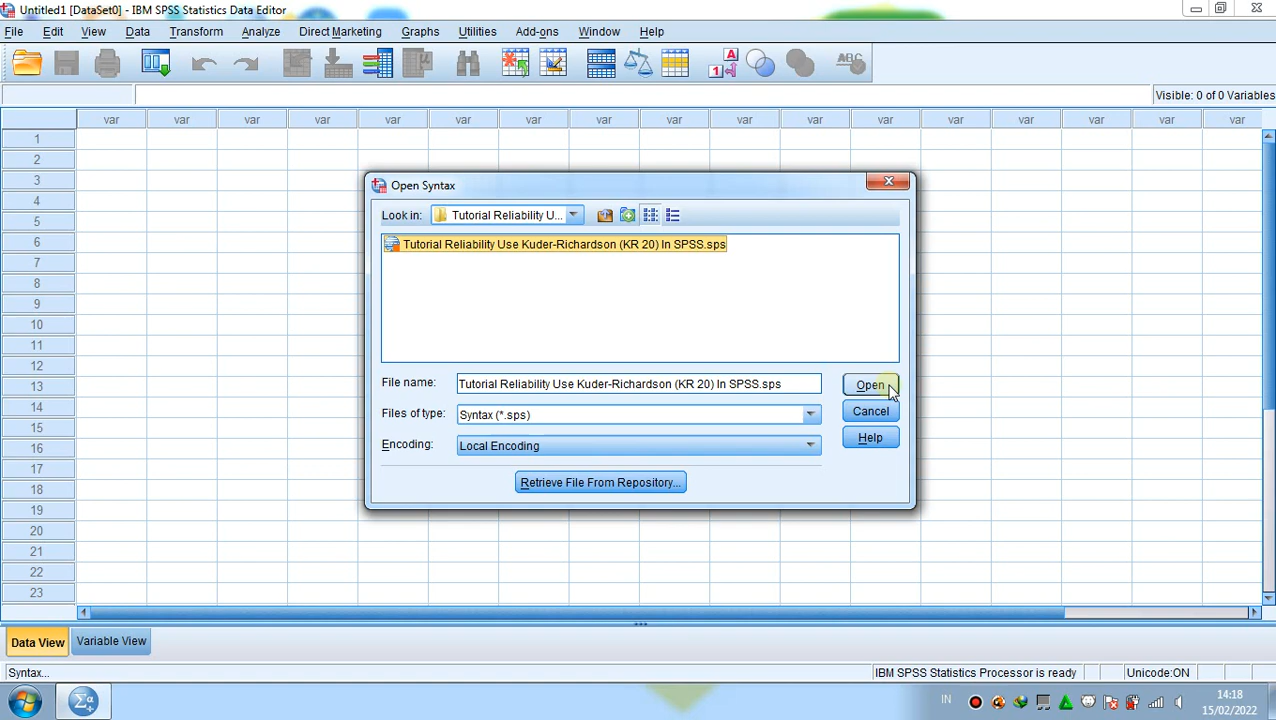 Untitled1 [DataSet0] - IBM SPSS Statistics Data Editor
File Edit View Data Transform Analyze Direct Marketing Graphs Utilities Add-ons Window Help
Visible: 0 of 0 Variables
var var var var var var var var var var var var var var var var var
1
2
3
4
5
6
7
8
9
10
11
12
13
14
15
16
17
18
19
20
21
22
23
Open Syntax
Look in: Tutorial Reliability U...
Tutorial Reliability Use Kuder-Richardson (KR 20) In SPSS.sps
File name: Tutorial Reliability Use Kuder-Richardson (KR 20) In SPSS.sps Open
Files of type: Syntax (*.sps) Cancel
Encoding: Local Encoding Help
Retrieve File From Repository...
Data View Variable View
Syntax... IBM SPSS Statistics Processor is ready Unicode:ON
IN 14:18
15/02/2022